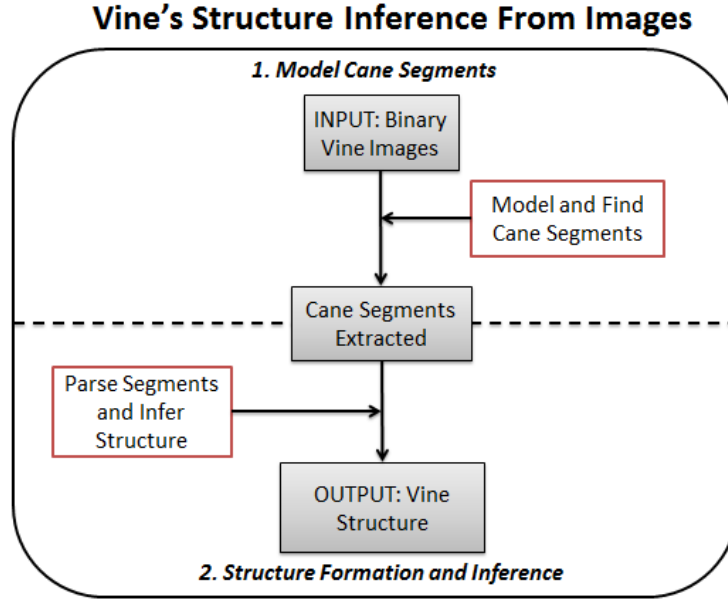 Vine's Structure Inference From Images
1. Model Cane Segments
INPUT: Binary
Vine Images
Model and Find
Cane Segments
Cane Segments
Extracted
Parse Segments
and Infer
Structure
OUTPUT: Vine
Structure
2. Structure Formation and Inference